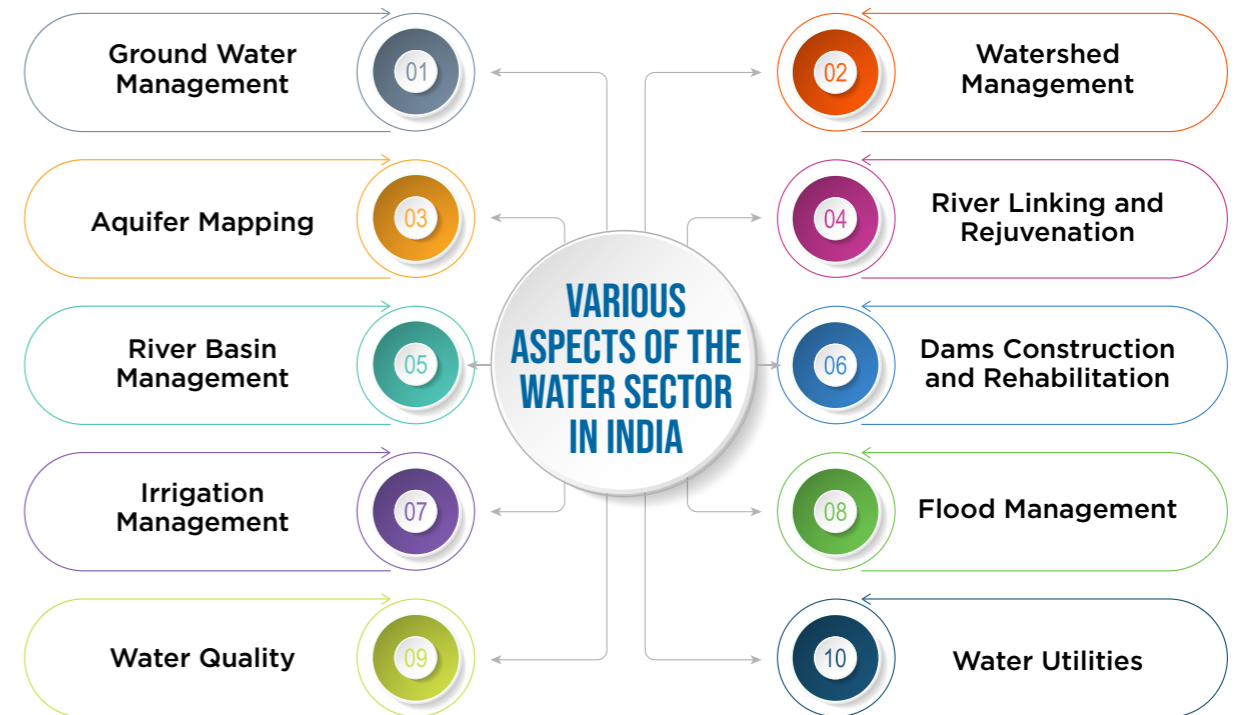 Ground Water
Management
01
02
Watershed
Management
Aquifer Mapping
03
04
River Linking and
Rejuvenation
VARIOUS
ASPECTS OF THE
WATER SECTOR
IN INDIA
River Basin
Management
05
06
Dams Construction
and Rehabilitation
Irrigation
Management
07
08
Flood Management
Water Quality
09
10
Water Utilities